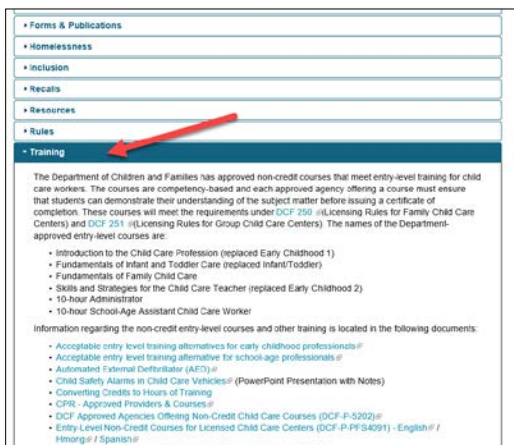 Forms & Publications
Homelessness
Inclusion
Recalls
Resources
Rules
Training
The Department of Children and Families has approved non-credit courses that meet entry-level training for child
care workers. The courses are competency-based and each approved agency offering a course must ensure
that students can demonstrate their understanding of the subject matter before issuing a certificate of
completion. These courses will meet the requirements under DCF 250 (Licensing Rules for Family Child Care
Centers) and DCF 251 (Licensing Rules for Group Child Care Centers). The names of the Department-
approved entry-level courses are:
• Introduction to the Child Care Profession (replaced Early Childhood 1)
• Fundamentals of Infant and Toddler Care (replaced Infant/Toddler)
• Fundamentals of Family Child Care
• Skills and Strategies for the Child Care Teacher (replaced Early Childhood 2)
• 10-hour Administrator
• 10-hour School-Age Assistant Child Care Worker
Information regarding the non-credit entry-level courses and other training is located in the following documents:
• Acceptable entry level training alternatives for early childhood professionals
• Acceptable entry level training alternative for school-age professionals
• Automated External Defibrillator (AED)
• Child Safety Alarms in Child Care Vehicles (PowerPoint Presentation with Notes)
• Converting Credits to Hours of Training
• CPR - Approved Providers & Courses
• DCF Approved Agencies Offering Non-Credit Child Care Courses (DCF-P-5202)
• Entry-Level Non-Credit Courses for Licensed Child Care Centers (DCF-P-PFS4091) - English /
Hmong / Spanish